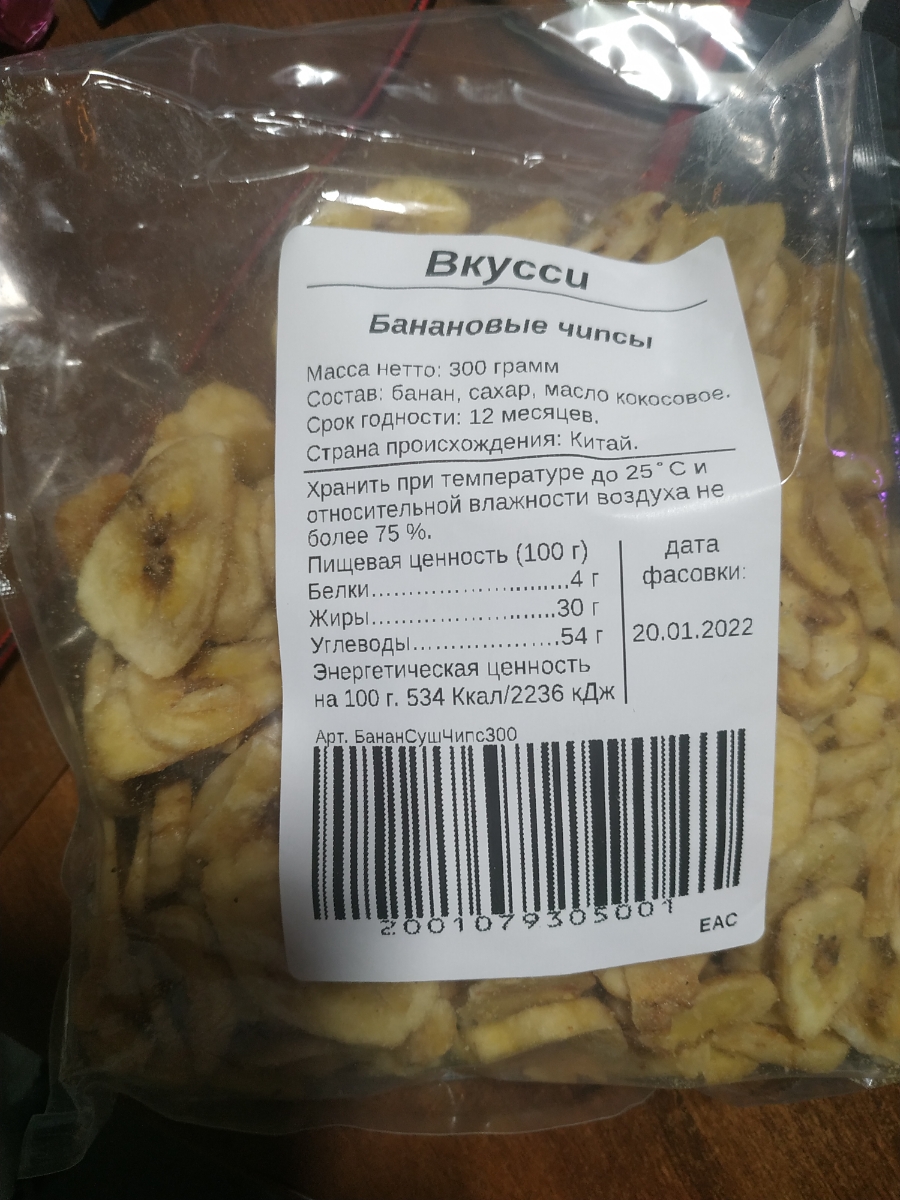 Вкусси
Банановые чипсы
Масса нетто: 300 грамм
Состав: банан, сахар, масло кокосовое.
Срок годности: 12 месяцев.
Страна происхождения: Китай.
Хранить при температуре до 25°С и
относительной влажности воздуха не
более 75 %.
Пищевая ценность (100 г)
Белки..............................4 г
Жиры............................30 г
Углеводы......................54 г
Энергетическая ценность
на 100 г. 534 Ккал/2236 кДж
дата
фасовки:
20.01.2022
Арт. БананСушЧипс300
2001079305001
EAC